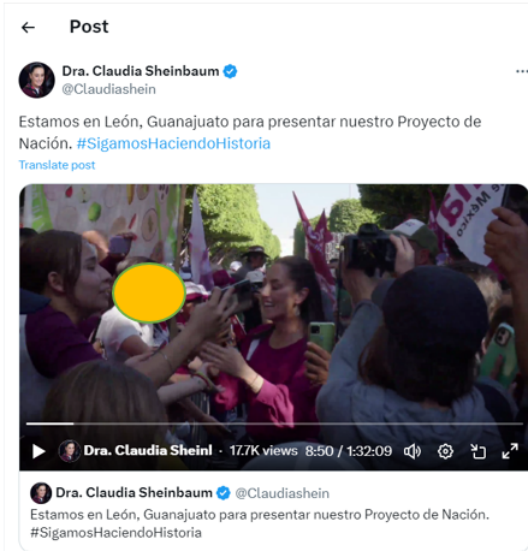 ← Post
Dra. Claudia Sheinbaum
@Claudiashein
Estamos en León, Guanajuato para presentar nuestro Proyecto de
Nación. #SigamosHaciendoHistoria
Translate post
México
Dra. Claudia Sheinl · 17.7K views 8:50 / 1:32:09
Dra. Claudia Sheinbaum @Claudiashein
Estamos en León, Guanajuato para presentar nuestro Proyecto de Nación.
#SigamosHaciendoHistoria